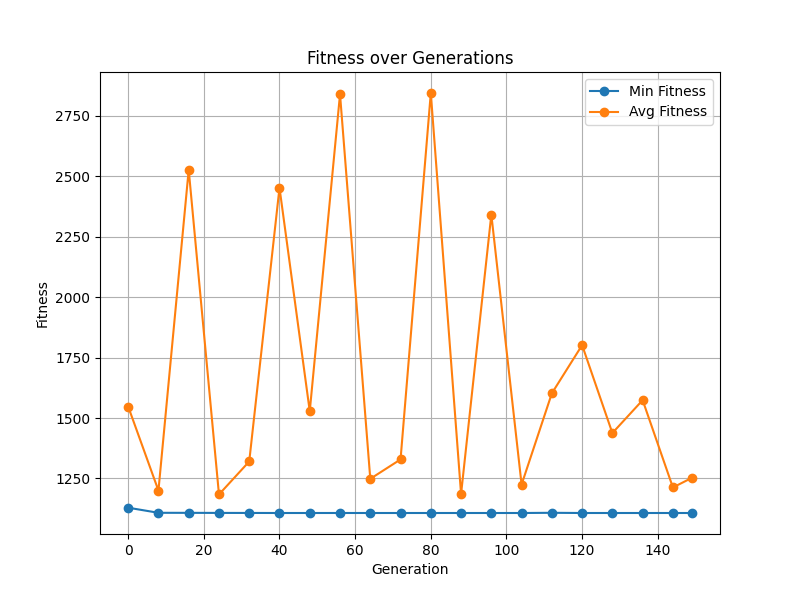 Fitness over Generations
Min Fitness
Avg Fitness
2750
2500
2250
2000
1750
1500
1250
Fitness
0 20 40 60 80 100 120 140
Generation